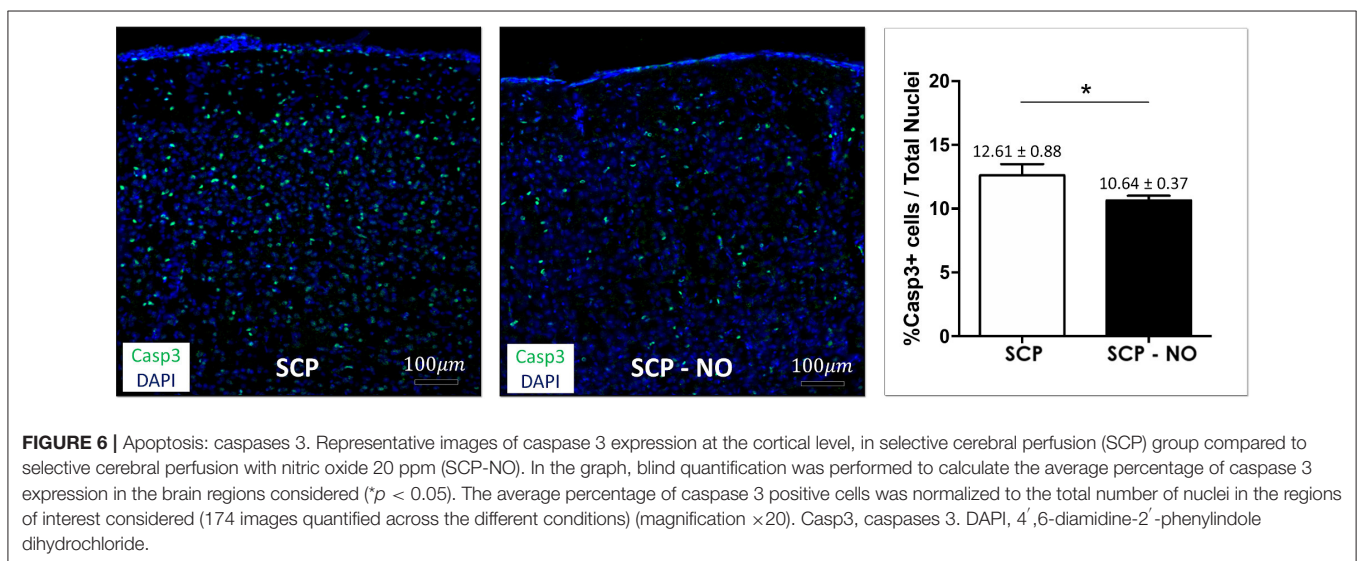 Casp3
DAPI
SCP
100μm
Casp3
DAPI
SCP - NO
100μm
%Casp3+ cells / Total Nuclei
20
15
10
5
0
*
12.61 ± 0.88
10.64 ± 0.37
SCP
SCP - NO
FIGURE 6 | Apoptosis: caspases 3. Representative images of caspase 3 expression at the cortical level, in selective cerebral perfusion (SCP) group compared to
selective cerebral perfusion with nitric oxide 20 ppm (SCP-NO). In the graph, blind quantification was performed to calculate the average percentage of caspase 3
expression in the brain regions considered (*p < 0.05). The average percentage of caspase 3 positive cells was normalized to the total number of nuclei in the regions
of interest considered (174 images quantified across the different conditions) (magnification ×20). Casp3, caspases 3. DAPI, 4′,6-diamidine-2′-phenylindole
dihydrochloride.